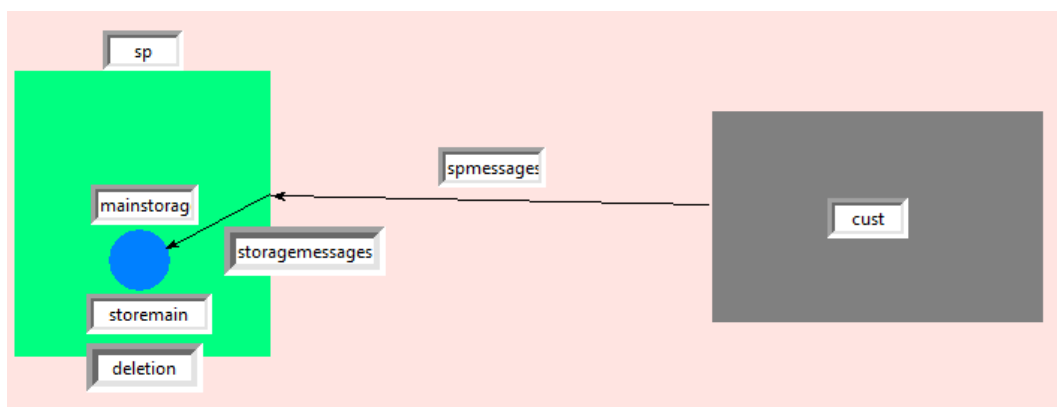 sp
spmessages
mainstorag
cust
storagemessages
storemain
deletion